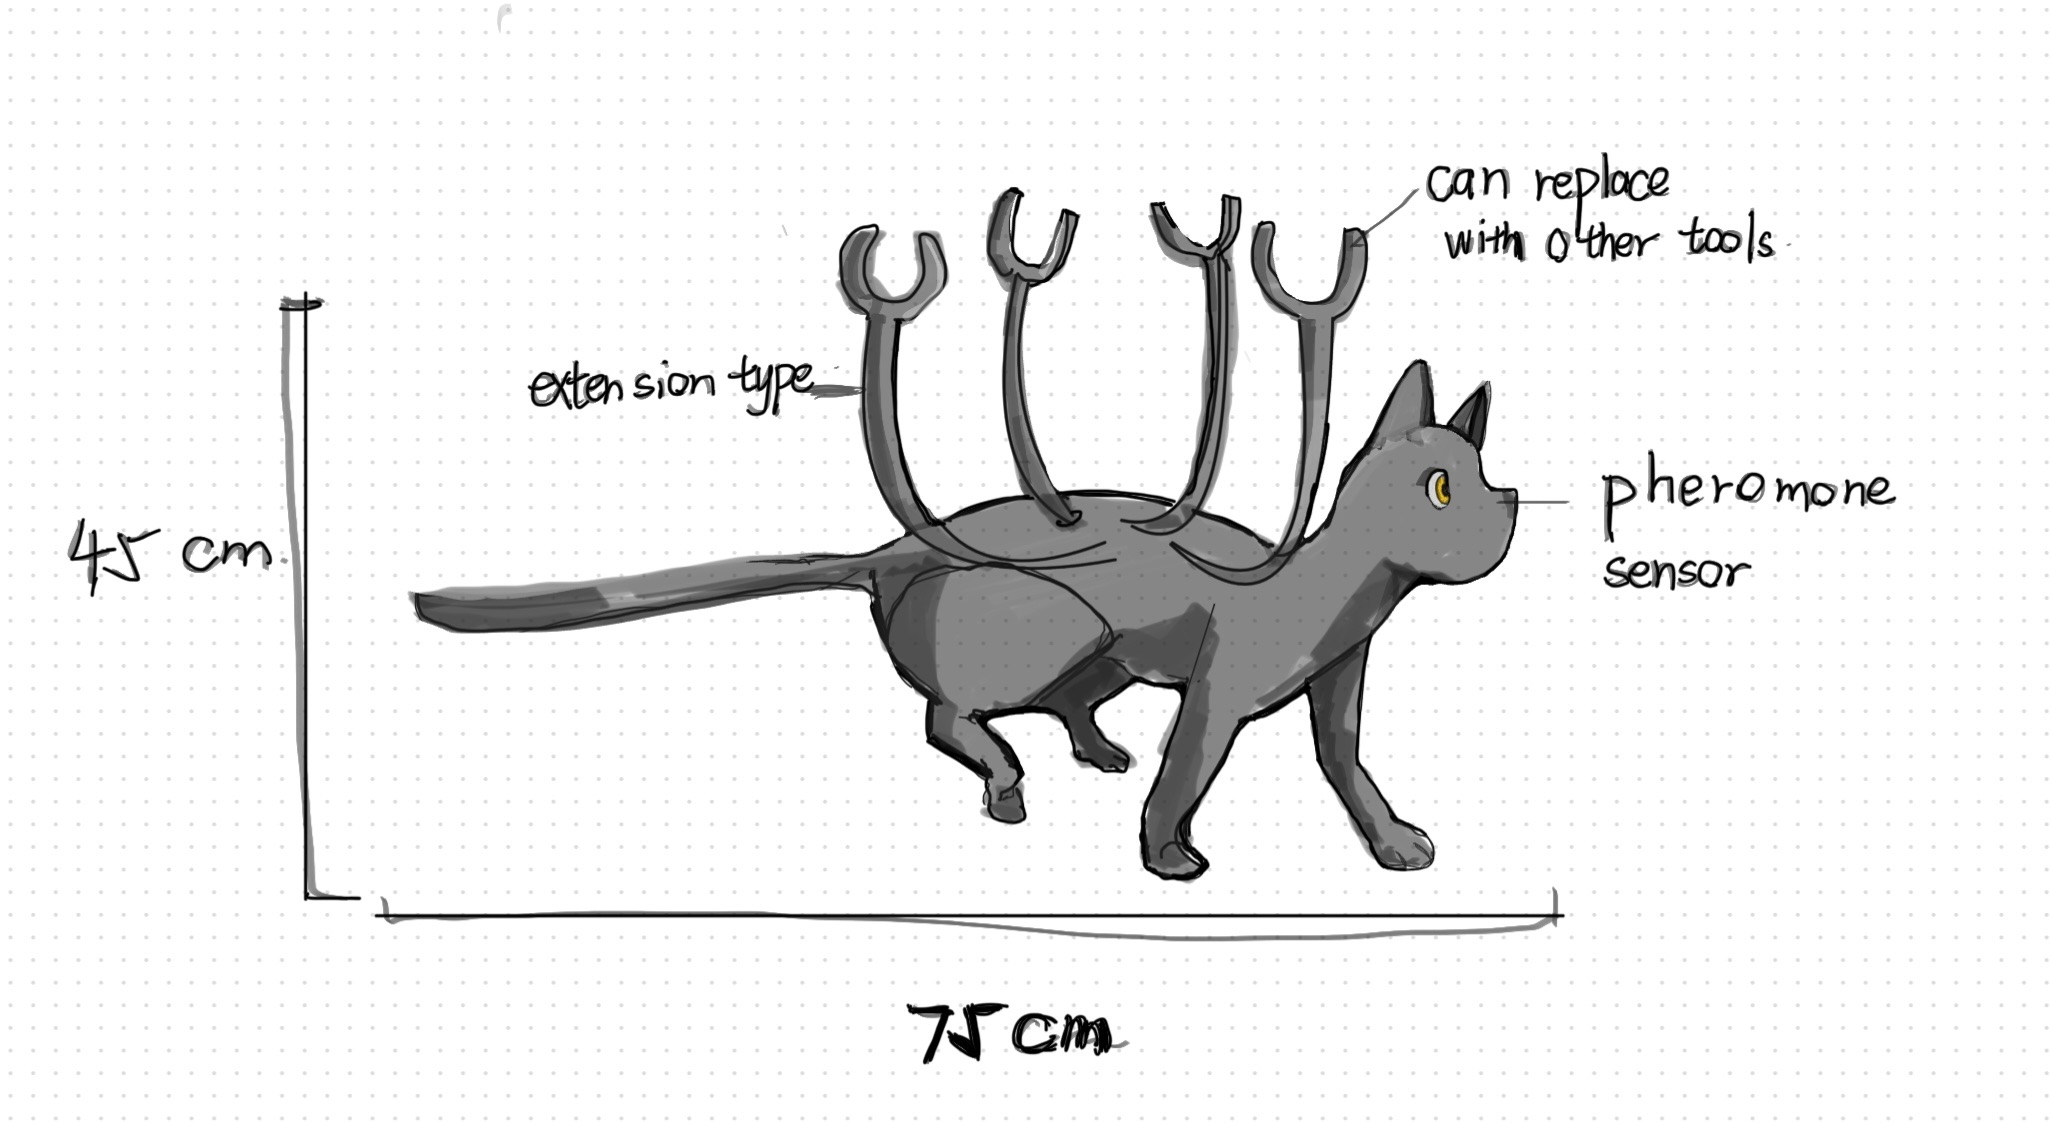 can replace
with other tools
extension type
pheromone
sensor
45 cm
75 cm